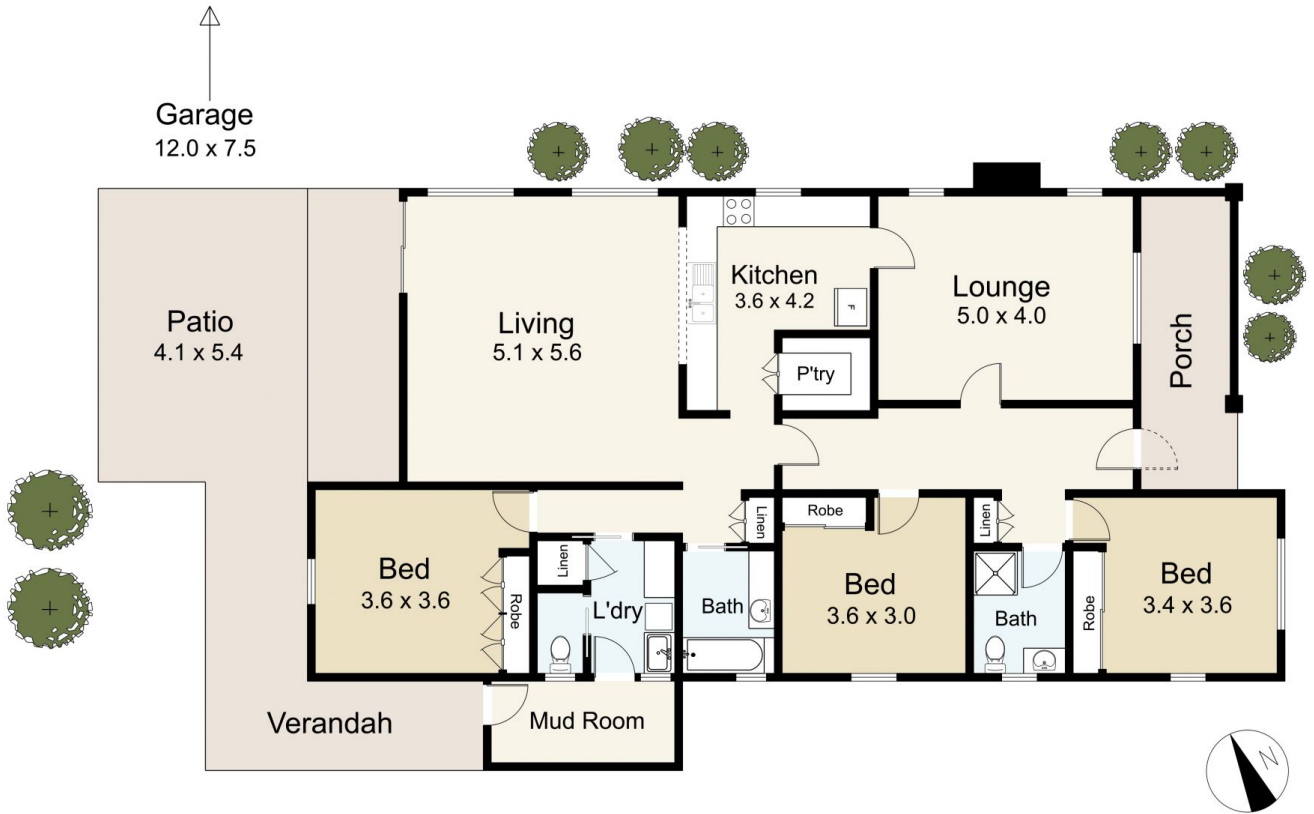 Garage
12.0 x 7.5
Patio
4.1 x 5.4
Living
5.1 x 5.6
Kitchen
3.6 x 4.2
F
P'try
Lounge
5.0 x 4.0
Porch
Bed
3.6 x 3.6
Robe
Linen
L'dry
Linen
Bath
Robe
Bed
3.6 x 3.0
Linen
Bath
Robe
Bed
3.4 x 3.6
Verandah
Mud Room
N